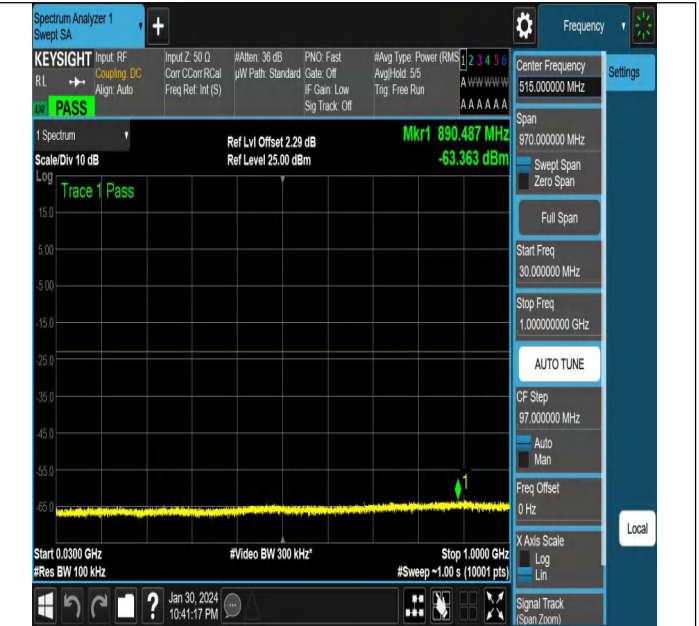 Spectrum Analyzer 1
Swept SA
+
Frequency
KEYSIGHT
RL
LXI PASS
Input: RF
Coupling: DC
Align: Auto
Input Z: 50 Ω
Corr CCorr RCal
Freq Ref: Int (S)
#Atten: 36 dB
µW Path: Standard
PNO: Fast
Gate: Off
IF Gain: Low
Sig Track: Off
#Avg Type: Power (RMS
Avg|Hold: 5/5
Trig: Free Run
1 2 3 4 5 6
A W W W W W
A A A A A A
1 Spectrum
Scale/Div 10 dB
Ref Lvl Offset 2.29 dB
Ref Level 25.00 dBm
Mkr1 890.487 MHz
-63.363 dBm
Log
Trace 1 Pass
15.0
5.00
-5.00
-15.0
-25.0
-35.0
-45.0
-55.0
-65.0
1
Start 0.0300 GHz
#Res BW 100 kHz
#Video BW 300 kHz*
Stop 1.0000 GHz
#Sweep ~1.00 s (10001 pts)
?
Jan 30, 2024
10:41:17 PM
Center Frequency
515.000000 MHz
Settings
Span
970.000000 MHz
Swept Span
Zero Span
Full Span
Start Freq
30.000000 MHz
Stop Freq
1.000000000 GHz
AUTO TUNE
CF Step
97.000000 MHz
Auto
Man
Freq Offset
0 Hz
X Axis Scale
Log
Lin
Local
Signal Track
(Span Zoom)